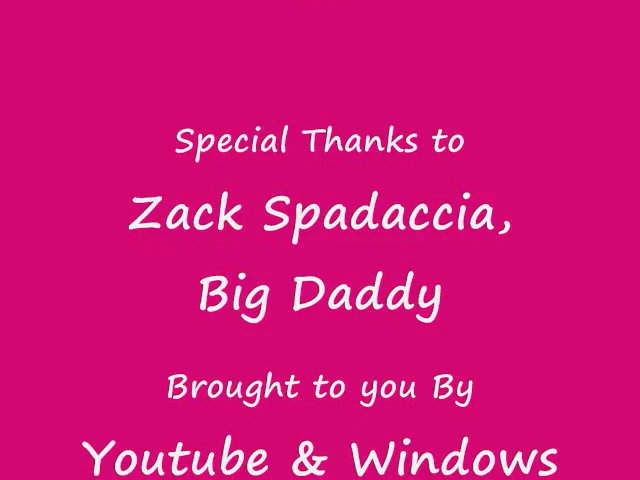 Special Thanks to
Zack Spadaccia,
Big Daddy
Brought to you By
Youtube & Windows